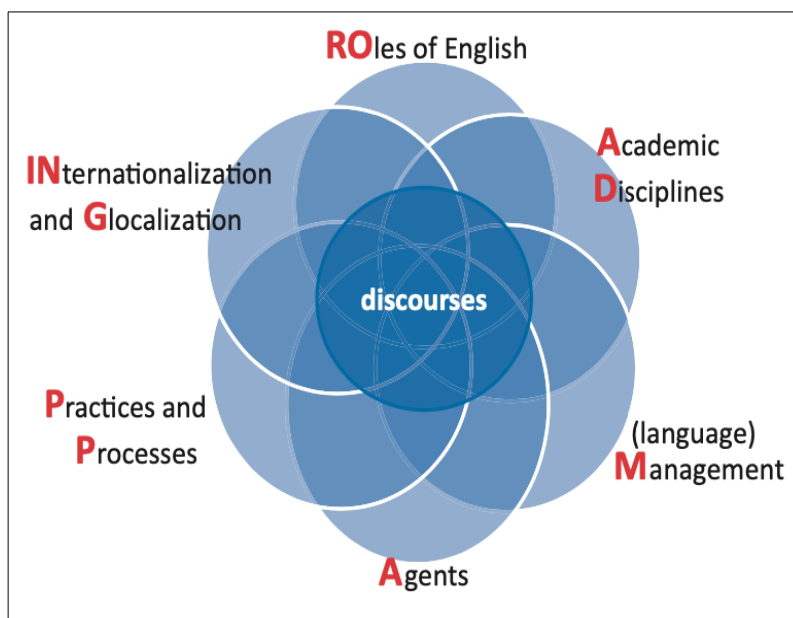 ROles of English
Academic
Disciplines
(language)
Management
Agents
Practices and
Processes
INternationalization
and Glocalization
discourses